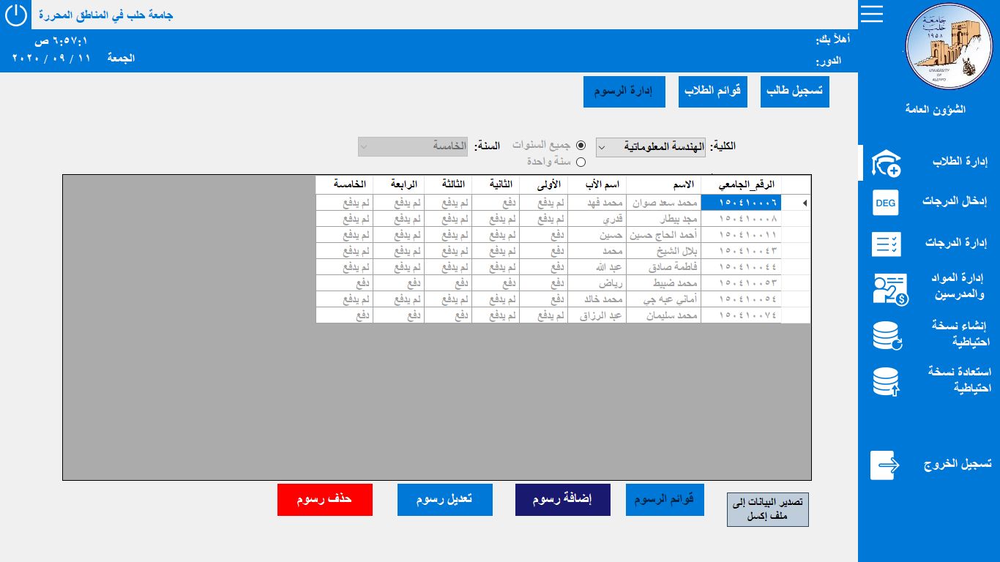 جامعة حلب في المناطق المحررة
٦:٥٧:١ ص
الجمعة ١١ / ٠٩ / ٢٠٢٠
أهلاً بك:
الدور:
جامعة حلب
١٩٥٨
UNIVERSITY
OF
ALEPPO
الشؤون العامة
إدارة الطلاب
DEG
إدخال الدرجات
إدارة الدرجات
إدارة المواد
والمدرسين
إنشاء نسخة
احتياطية
استعادة نسخة
احتياطية
تسجيل الخروج
تسجيل طالب قوائم الطلاب إدارة الرسوم
الكلية: الهندسة المعلوماتية جميع السنوات السنة: الخامسة
سنة واحدة
الرقم_الجامعي الاسم اسم الأب الأولى الثانية الثالثة الرابعة الخامسة
١٥٠٤١٠٠٠٦ محمد سعد صوان محمد فهد لم يدفع دفع لم يدفع لم يدفع لم يدفع
١٥٠٤١٠٠٠٨ مجد بيطار قدري لم يدفع لم يدفع لم يدفع لم يدفع لم يدفع
١٥٠٤١٠٠١١ أحمد الحاج حسين حسين دفع لم يدفع لم يدفع لم يدفع لم يدفع
١٥٠٤١٠٠٤٣ بلال الشيخ محمد دفع لم يدفع لم يدفع لم يدفع لم يدفع
١٥٠٤١٠٠٤٤ فاطمة صادق عبد الله دفع لم يدفع لم يدفع لم يدفع لم يدفع
١٥٠٤١٠٠٥٣ محمد ضبيط رياض دفع دفع دفع دفع دفع
١٥٠٤١٠٠٥٤ أماني عبه جي محمد خالد دفع لم يدفع لم يدفع لم يدفع لم يدفع
١٥٠٤١٠٠٧٤ محمد سليمان عبد الرزاق لم يدفع لم يدفع دفع دفع دفع
تصدير البيانات إلى
ملف إكسل
قوائم الرسوم إضافة رسوم تعديل رسوم حذف رسوم